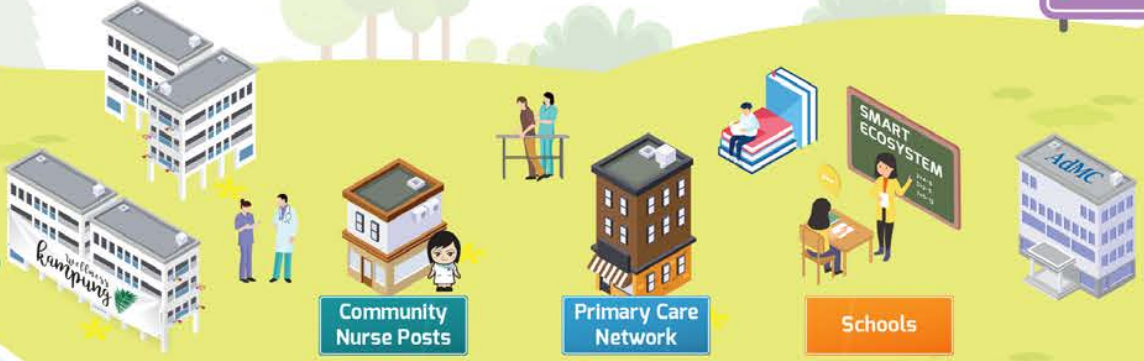 wellness
kampung
Community
Nurse Posts
Primary Care
Network
SMART
ECOSYSTEM
Schools
AdMC